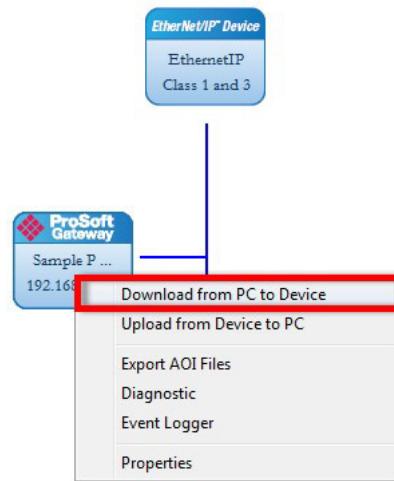 EtherNet/IP™ Device
EthernetIP
Class 1 and 3
ProSoft
Gateway
Sample P ...
192.168
Download from PC to Device
Upload from Device to PC
Export AOI Files
Diagnostic
Event Logger
Properties